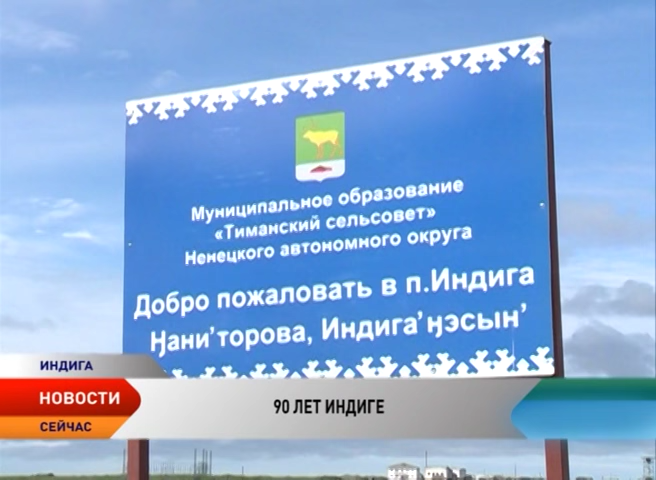 Муниципальное образование
«Тиманский сельсовет»
Ненецкого автономного округа
Добро пожаловать в п.Индига
Ӈани’торова, Индига’ӈэсын’
ИНДИГА
НОВОСТИ
СЕЙЧАС
90 ЛЕТ ИНДИГЕ